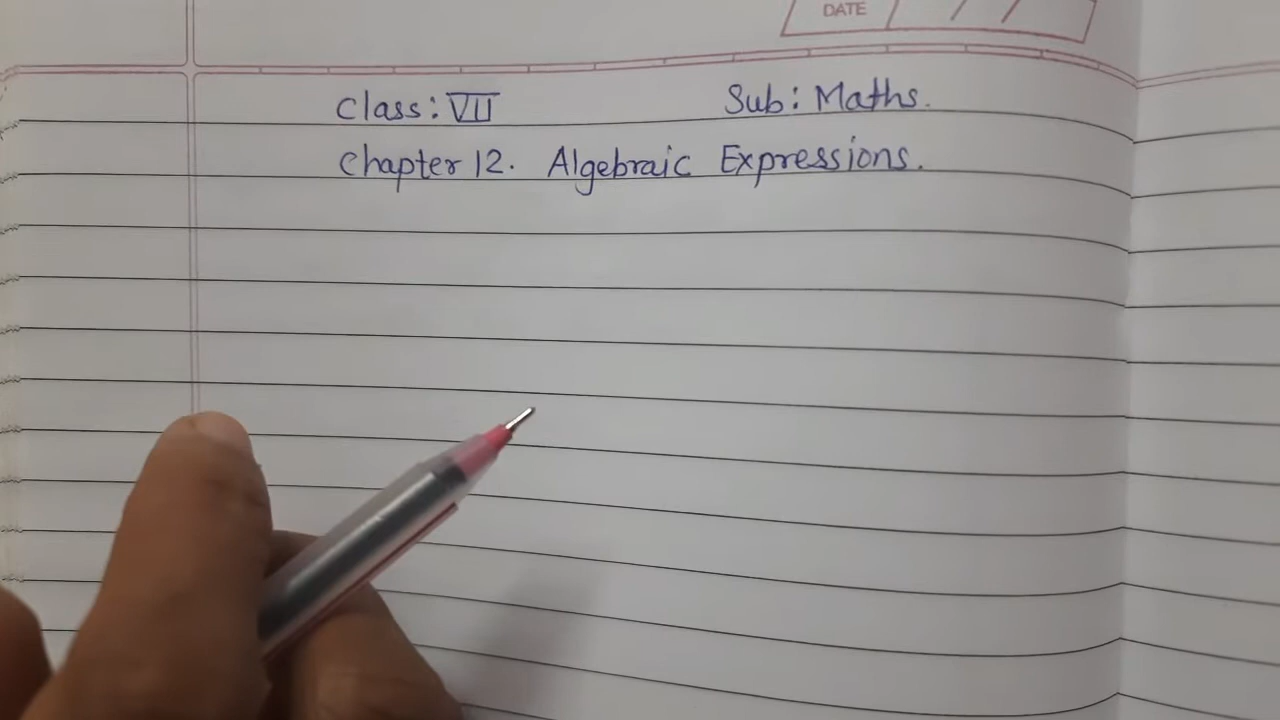 DATE / /
Class: VII Sub: Maths.
Chapter 12. Algebraic Expressions.